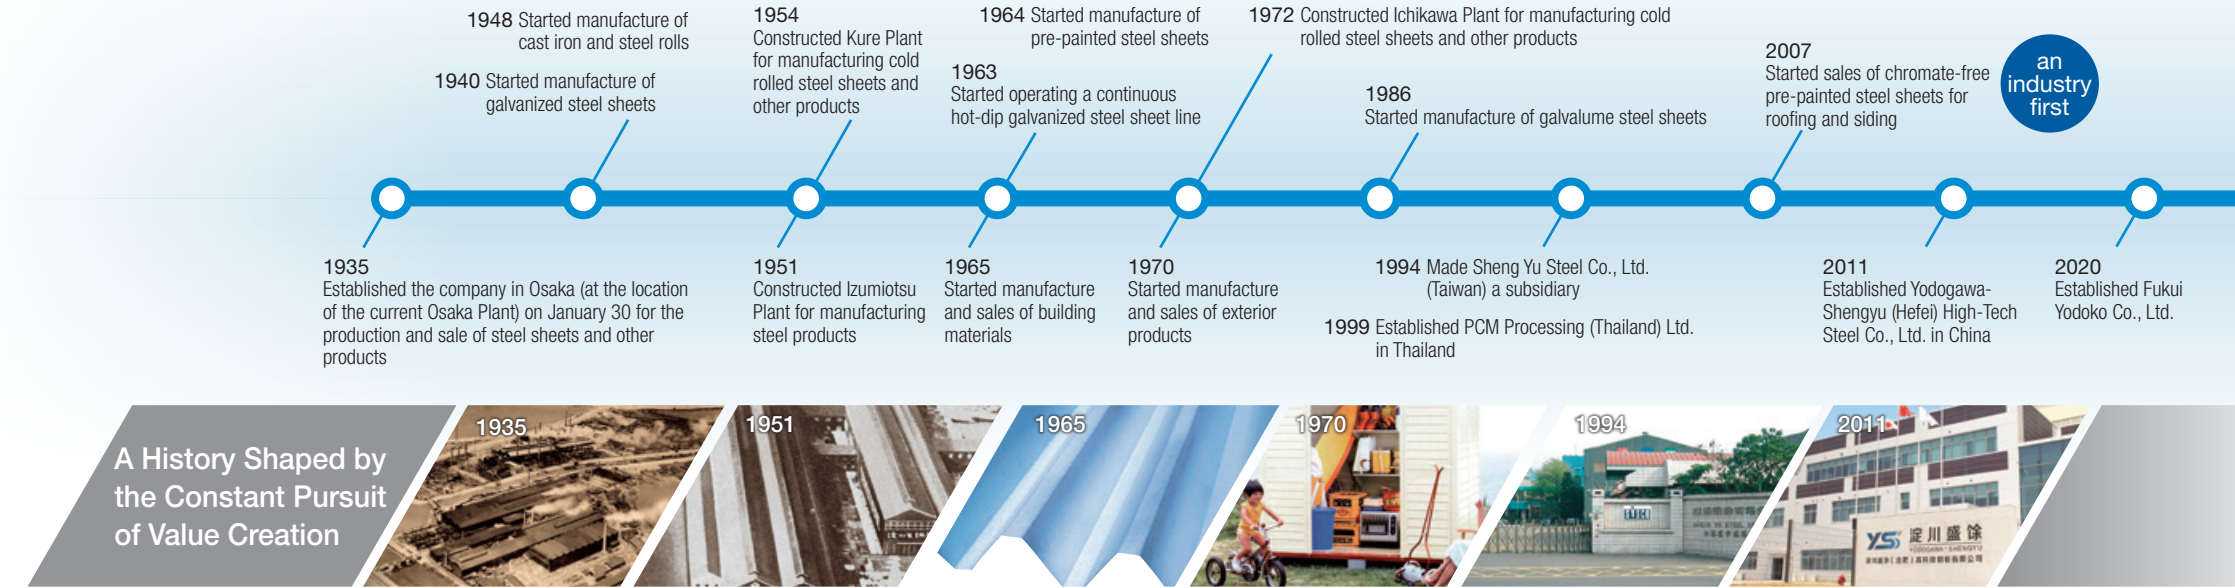 1948 Started manufacture of
cast iron and steel rolls
1940 Started manufacture of
galvanized steel sheets
1954
Constructed Kure Plant
for manufacturing cold
rolled steel sheets and
other products
1964 Started manufacture of
pre-painted steel sheets
1963
Started operating a continuous
hot-dip galvanized steel sheet line
1972 Constructed Ichikawa Plant for manufacturing cold
rolled steel sheets and other products
1986
Started manufacture of galvalume steel sheets
2007
Started sales of chromate-free
pre-painted steel sheets for
roofing and siding
an
industry
first
1935
Established the company in Osaka (at the location
of the current Osaka Plant) on January 30 for the
production and sale of steel sheets and other
products
1951
Constructed Izumiotsu
Plant for manufacturing
steel products
1965
Started manufacture
and sales of building
materials
1970
Started manufacture
and sales of exterior
products
1994 Made Sheng Yu Steel Co., Ltd.
(Taiwan) a subsidiary
1999 Established PCM Processing (Thailand) Ltd.
in Thailand
2011
Established Yodogawa-
Shengyu (Hefei) High-Tech
Steel Co., Ltd. in China
2020
Established Fukui
Yodoko Co., Ltd.
A History Shaped by
the Constant Pursuit
of Value Creation
1935
1951
1965
1970
1994
2011
YSS 淀川盛馀
YODOGAWA-SHENGYU